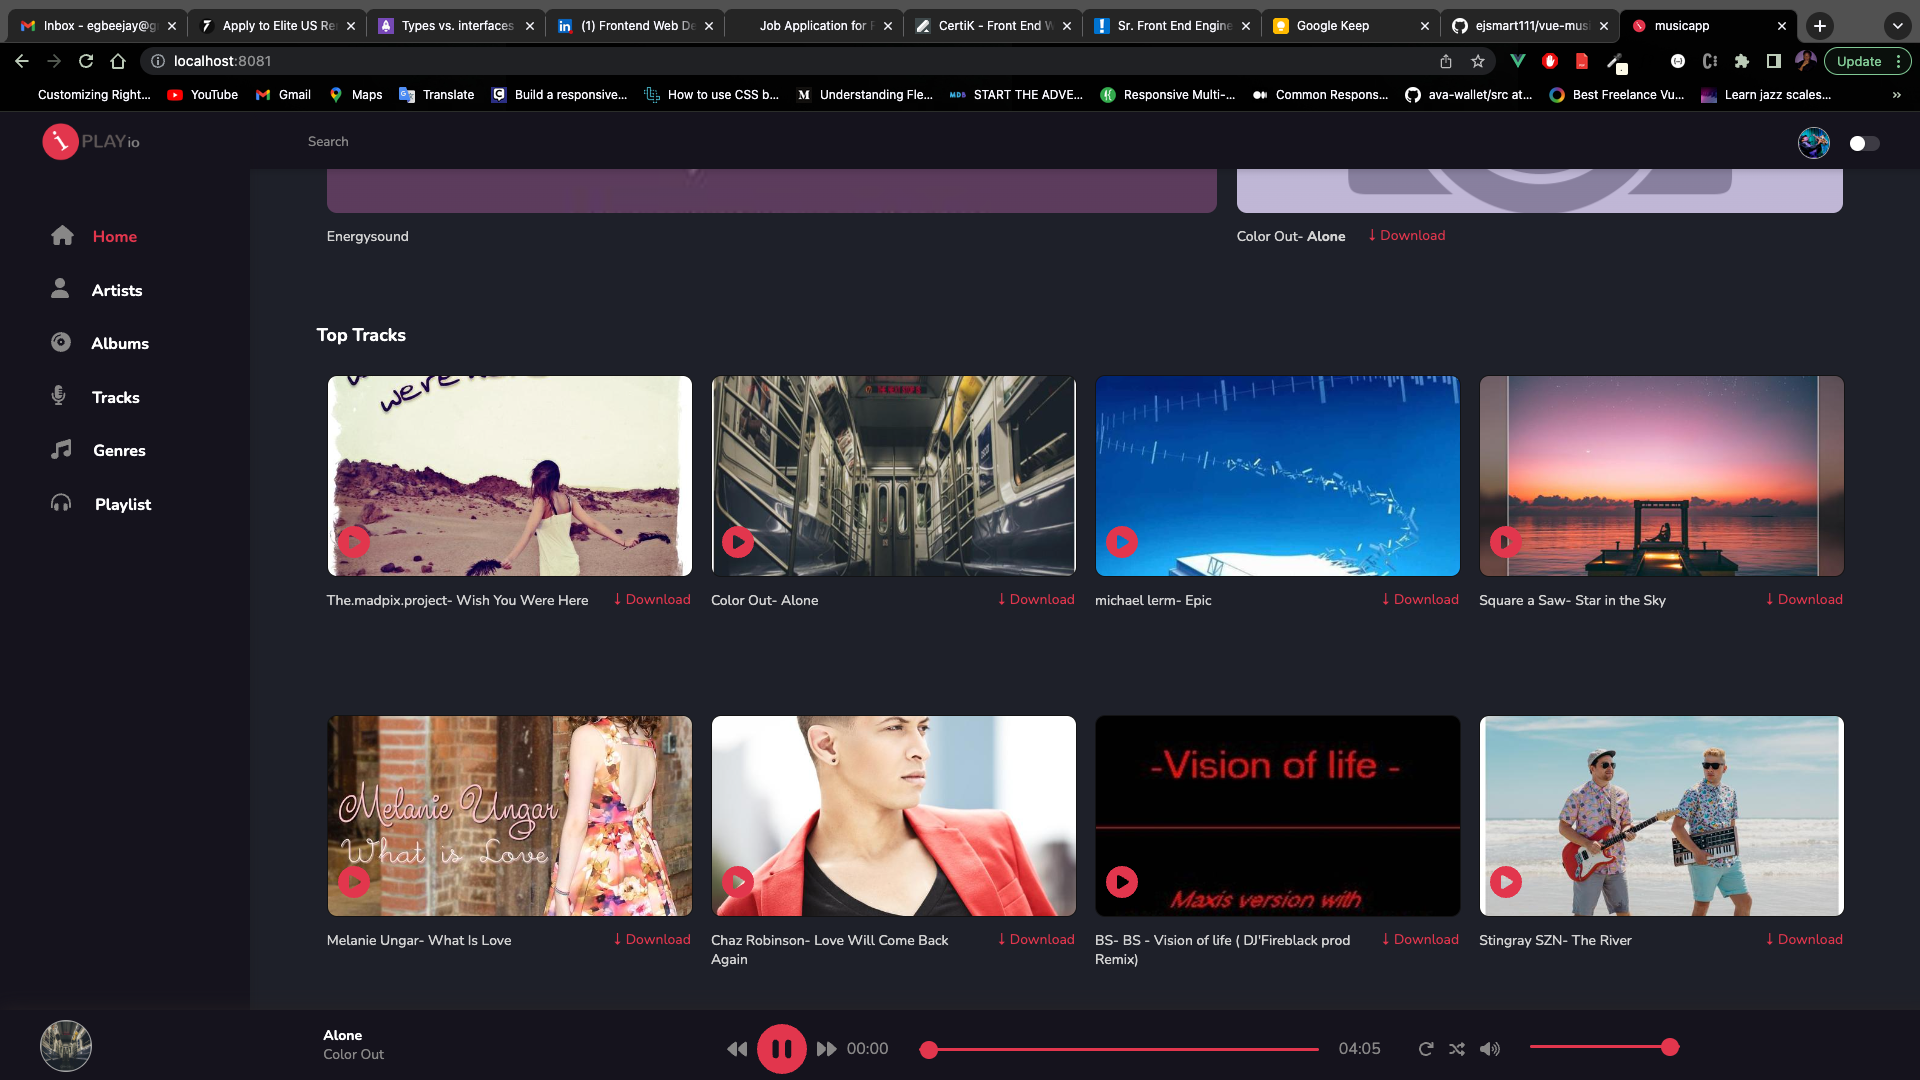 Inbox - egbeejay@g
Apply to Elite US Re
Types vs. interfaces
(1) Frontend Web De
Job Application for F
CertiK - Front End W
Sr. Front End Engine
Google Keep
ejsmart111/vue-mus
musicapp
localhost:8081
Update
Customizing Right...
YouTube
Gmail
Maps
Translate
Build a responsive...
How to use CSS b...
Understanding Fle...
START THE ADVE...
Responsive Multi-...
Common Respons...
ava-wallet/src at...
Best Freelance Vu...
Learn jazz scales...
»
PLAYio
Search
Home
Artists
Albums
Tracks
Genres
Playlist
Energysound
Color Out- Alone
Download
Top Tracks
were
The.madpix.project- Wish You Were Here
Download
Color Out- Alone
Download
michael lerm- Epic
Download
Square a Saw- Star in the Sky
Download
Melanie Ungar
What is Love
-Vision of life -
Maxis version with
Melanie Ungar- What Is Love
Download
Chaz Robinson- Love Will Come Back
Again
Download
BS- BS - Vision of life ( DJ'Fireblack prod
Remix)
Download
Stingray SZN- The River
Download
Alone
Color Out
00:00
04:05